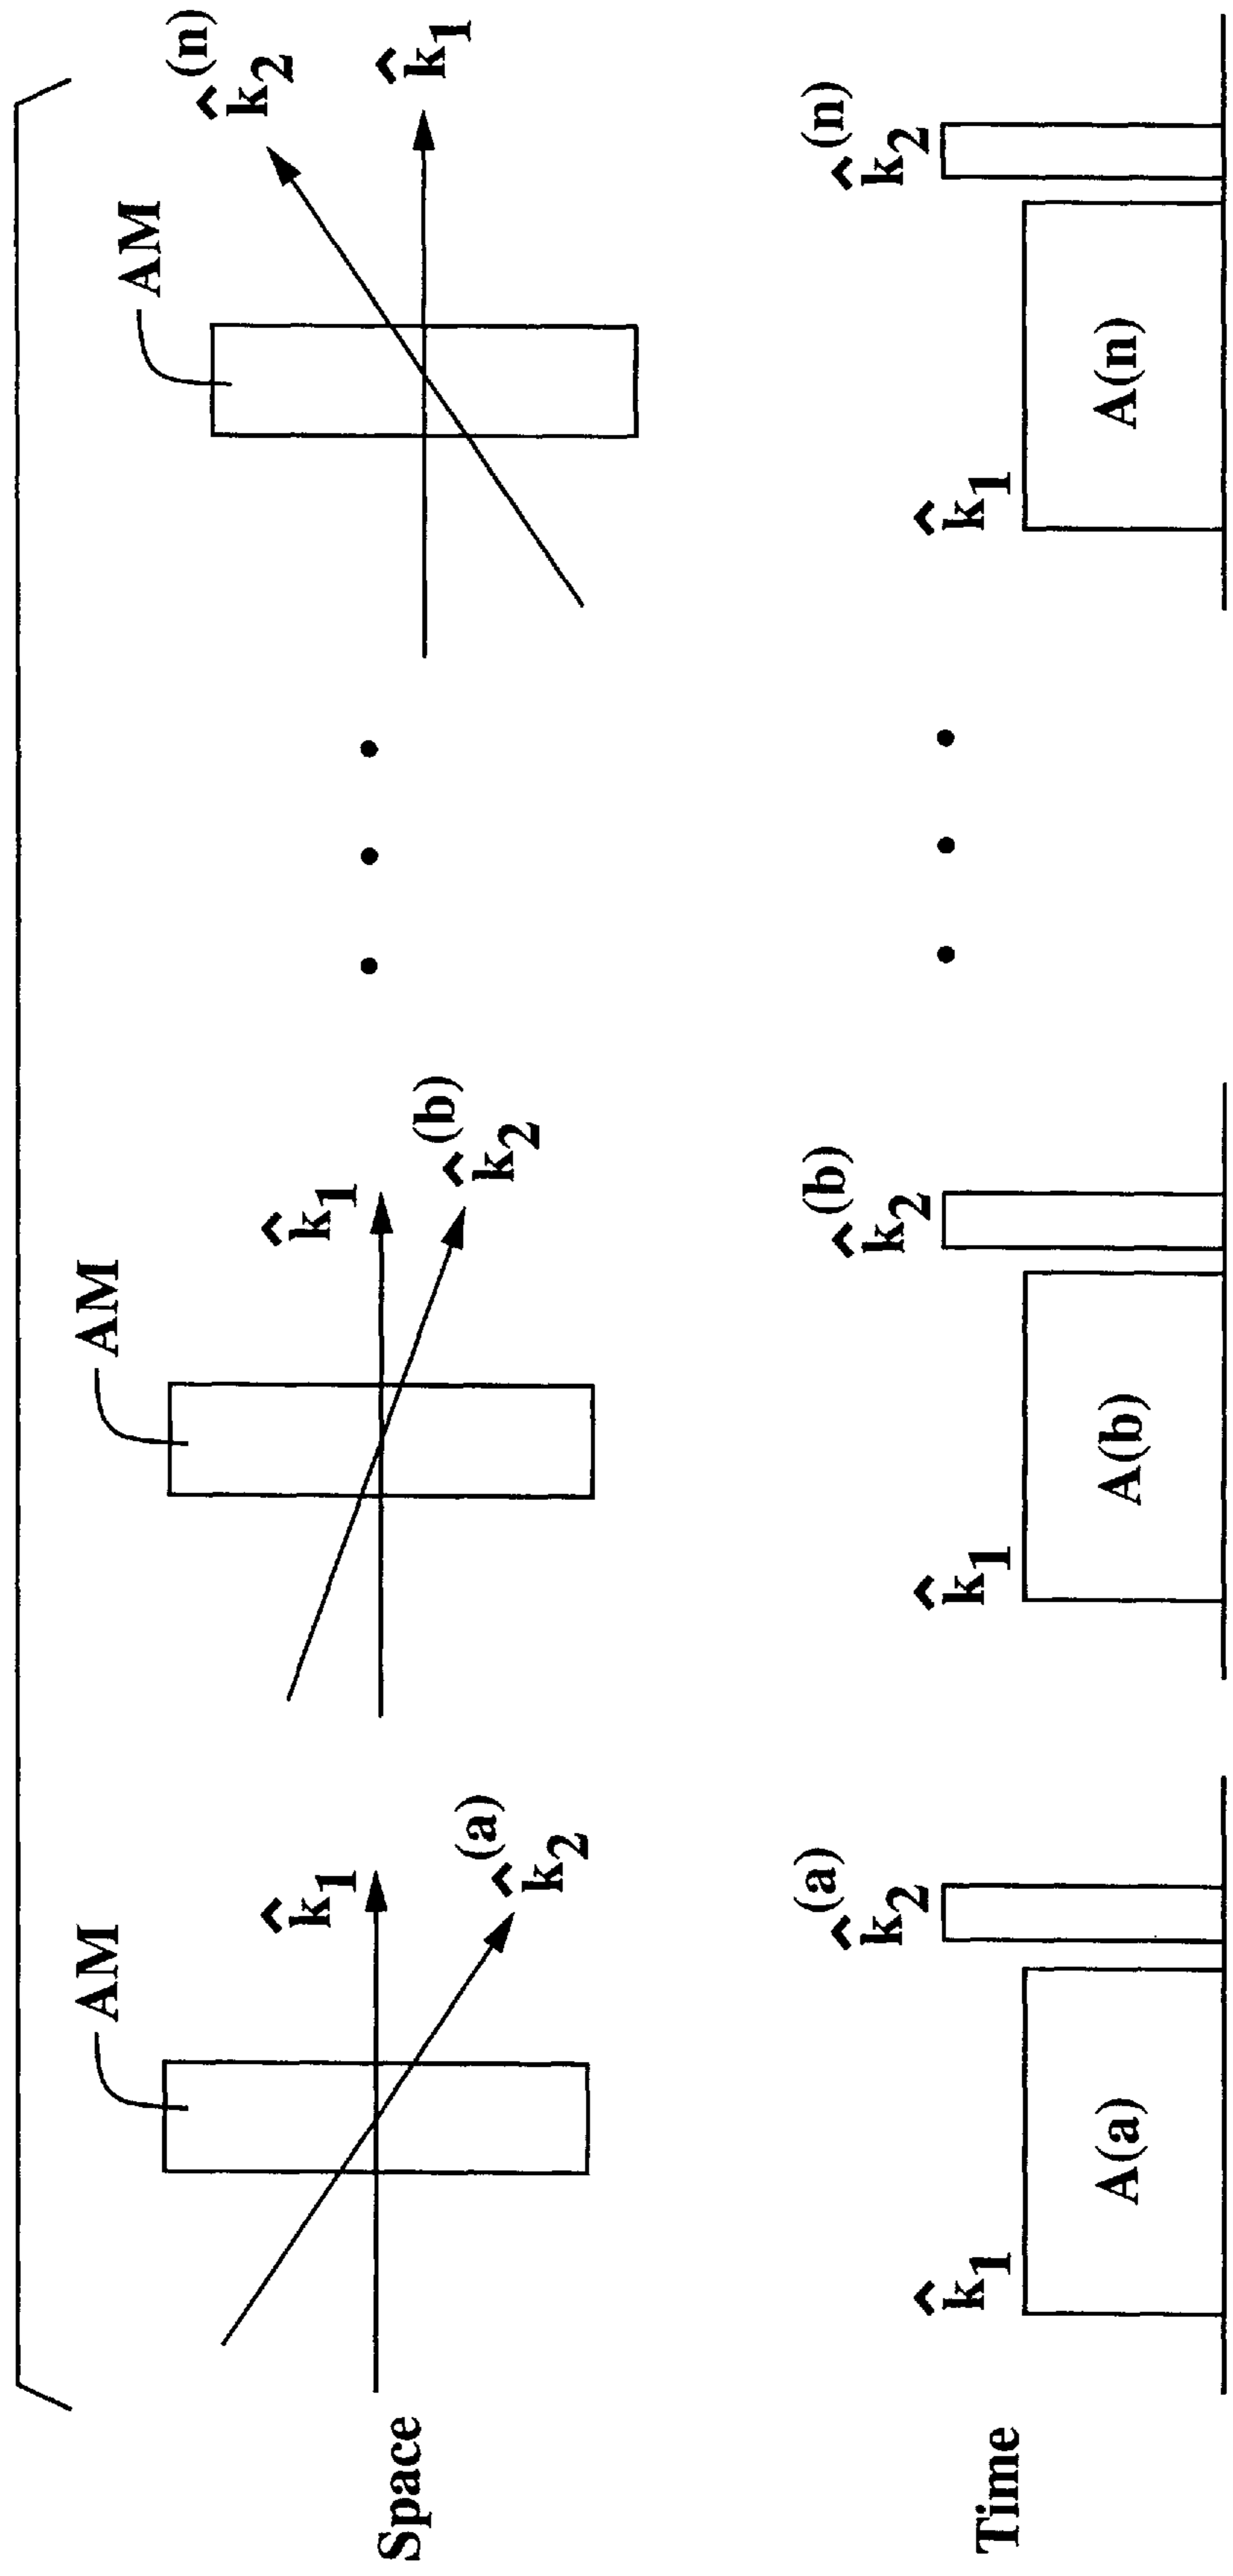 AM
k̂1
k̂2(a)
AM
k̂1
k̂2(b)
AM
k̂2(n)
k̂1
Space
k̂1
A(a)
k̂2(a)
k̂1
A(b)
k̂2(b)
k̂1
A(n)
k̂2(n)
Time